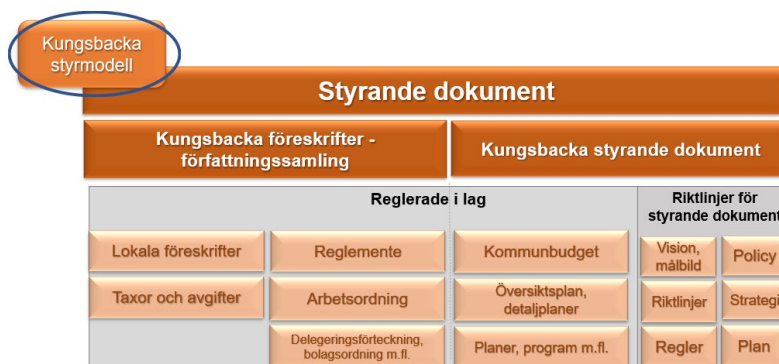 Kungsbacka
styrmodell
Styrande dokument
Kungsbacka föreskrifter -
författningssamling
Kungsbacka styrande dokument
Reglerade i lag
Riktlinjer för
styrande dokument
Lokala föreskrifter
Reglemente
Kommunbudget
Vision,
målbild
Policy
Taxor och avgifter
Arbetsordning
Översiktsplan,
detaljplaner
Riktlinjer
Strategi
Delegeringsförteckning,
bolagsordning m.fl.
Planer, program m.fl.
Regler
Plan